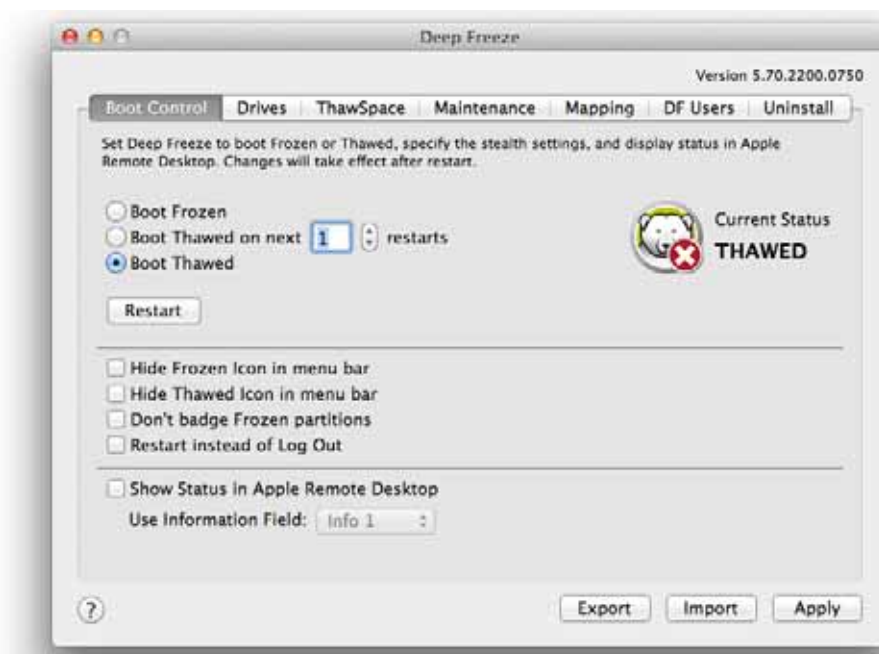 Deep Freeze
Version 5.70.2200.0750
Boot Control Drives ThawSpace Maintenance Mapping DF Users Uninstall
Set Deep Freeze to boot Frozen or Thawed, specify the stealth settings, and display status in Apple
Remote Desktop. Changes will take effect after restart.
Boot Frozen
Boot Thawed on next 1 restarts
Boot Thawed
Current Status
THAWED
Restart
Hide Frozen Icon in menu bar
Hide Thawed Icon in menu bar
Don't badge Frozen partitions
Restart instead of Log Out
Show Status in Apple Remote Desktop
Use Information Field: Info 1
? Export Import Apply